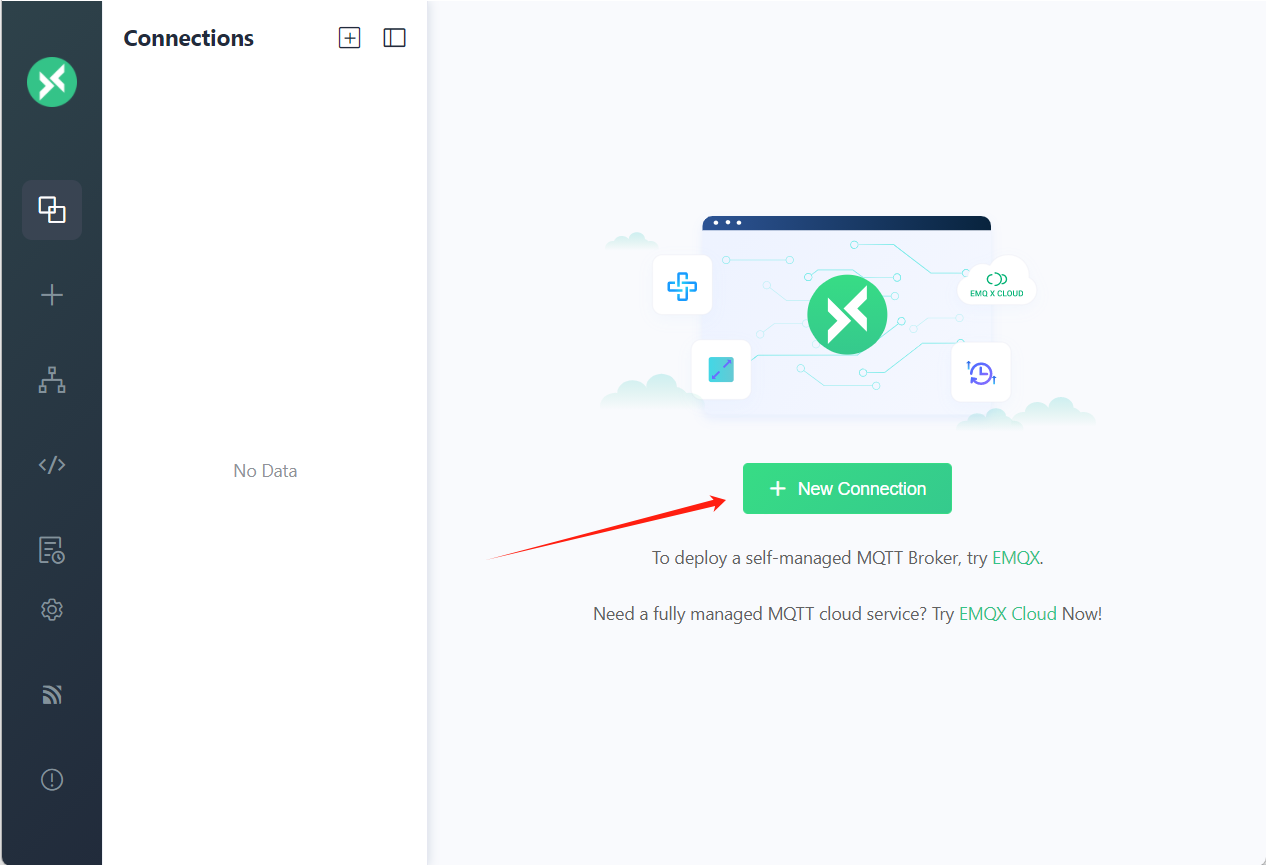 Connections
No Data
EMQ X CLOUD
New Connection
To deploy a self-managed MQTT Broker, try EMQX.
Need a fully managed MQTT cloud service? Try EMQX Cloud Now!